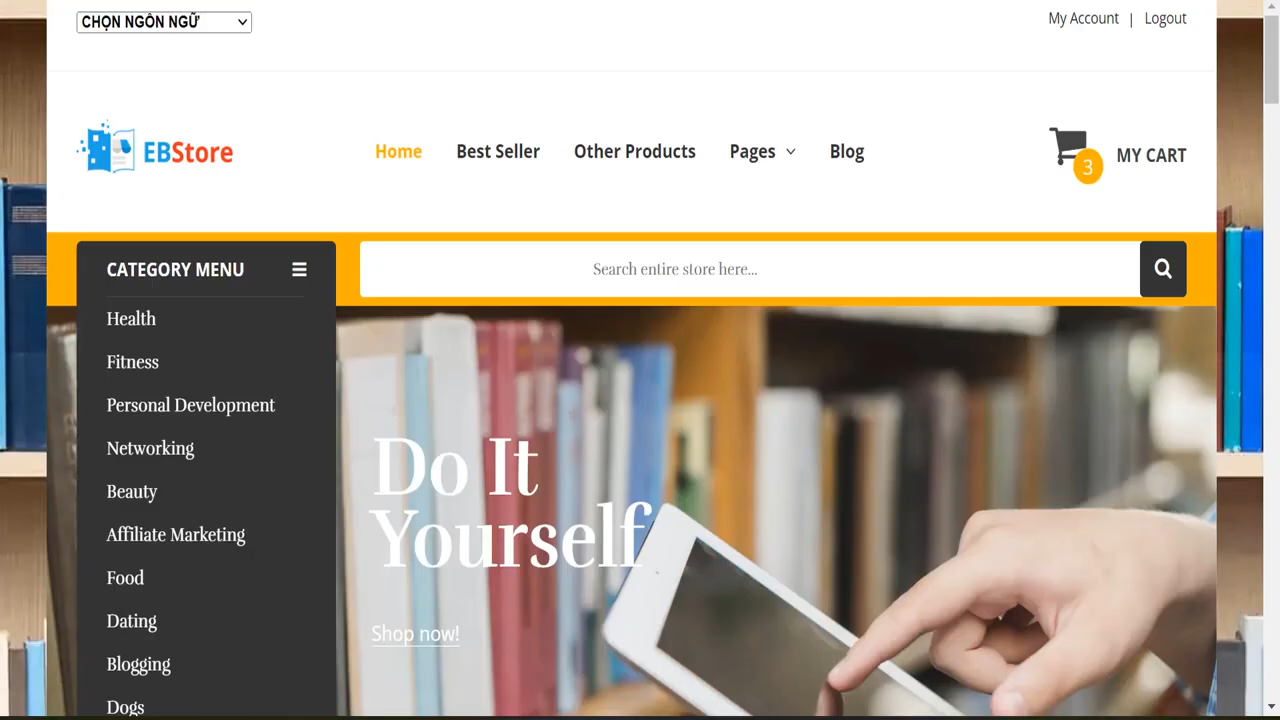 CHỌN NGÔN NGỮ
My Account | Logout
EBStore
Home
Best Seller
Other Products
Pages
Blog
3
MY CART
CATEGORY MENU
Search entire store here...
Health
Fitness
Personal Development
Networking
Beauty
Affiliate Marketing
Food
Dating
Blogging
Dogs
Do It
Yourself
Shop now!